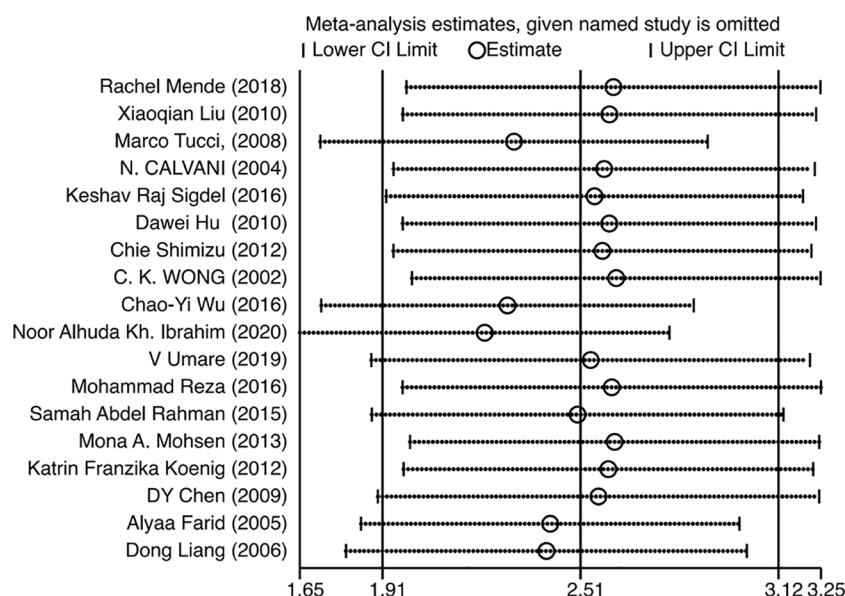 Meta-analysis estimates, given named study is omitted
Lower CI Limit Estimate Upper CI Limit
Rachel Mende (2018)
Xiaoqian Liu (2010)
Marco Tucci, (2008)
N. CALVANI (2004)
Keshav Raj Sigdel (2016)
Dawei Hu (2010)
Chie Shimizu (2012)
C. K. WONG (2002)
Chao-Yi Wu (2016)
Noor Alhuda Kh. Ibrahim (2020)
V Umare (2019)
Mohammad Reza (2016)
Samah Abdel Rahman (2015)
Mona A. Mohsen (2013)
Katrin Franzika Koenig (2012)
DY Chen (2009)
Alyaa Farid (2005)
Dong Liang (2006)
1.65 1.91 2.51 3.12 3.25